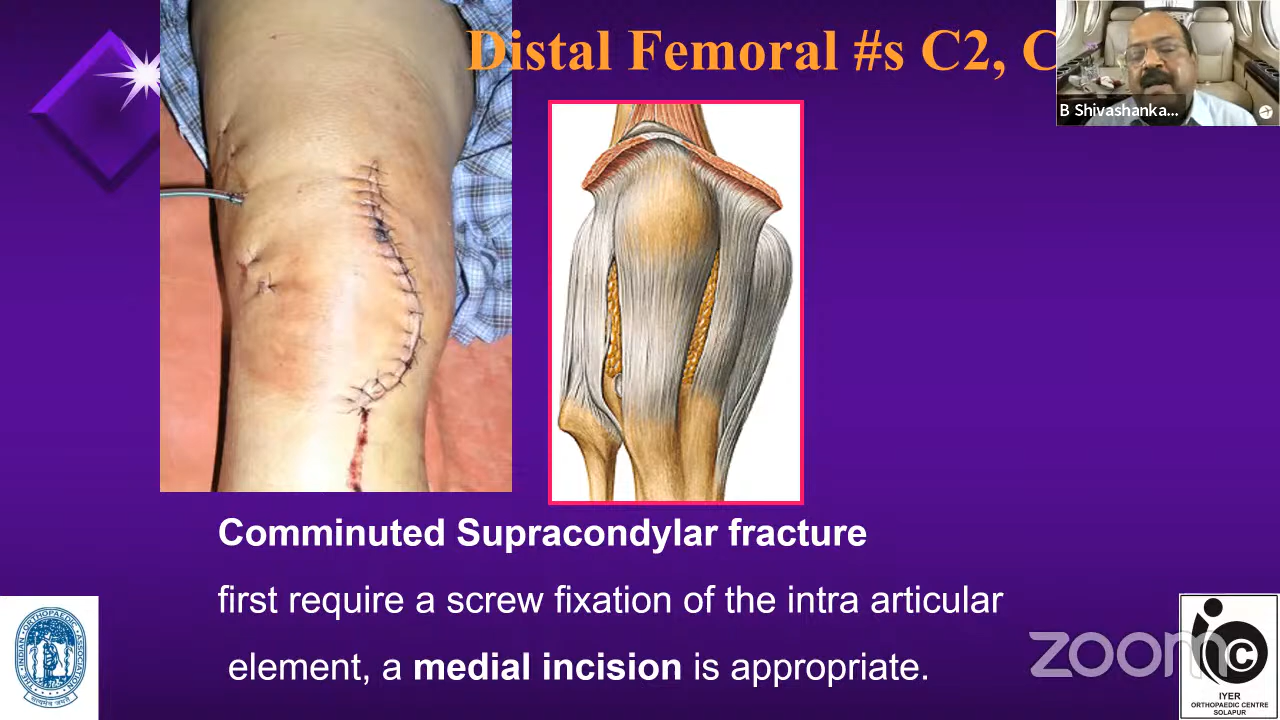 Distal Femoral #s C2, C
B Shivashanka...
Comminuted Supracondylar fracture
first require a screw fixation of the intra articular
element, a medial incision is appropriate.
zoom
IYER
ORTHOPAEDIC CENTRE
SOLAPUR